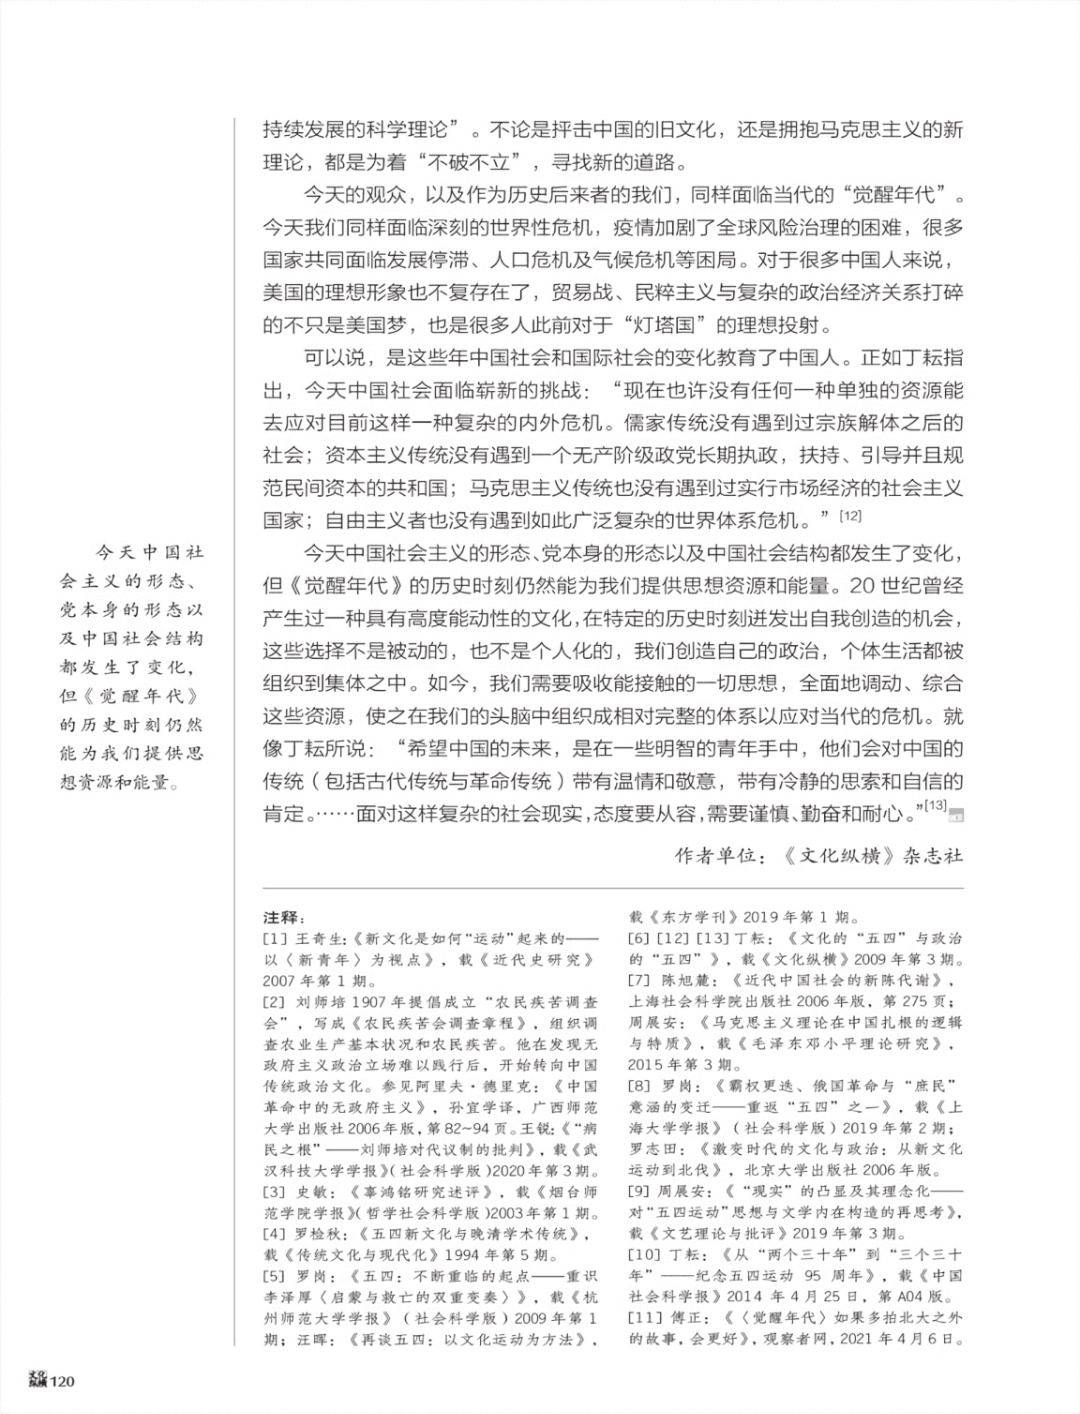 持续发展的科学理论”。不论是抨击中国的旧文化，还是拥抱马克思主义的新
理论，都是为着“不破不立”，寻找新的道路。
今天的观众，以及作为历史后来者的我们，同样面临当代的“觉醒年代”。
今天我们同样面临深刻的世界性危机，疫情加剧了全球风险治理的困难，很多
国家共同面临发展停滞、人口危机及气候危机等困局。对于很多中国人来说，
美国的理想形象也不复存在了，贸易战、民粹主义与复杂的政治经济关系打碎
的不只是美国梦，也是很多人此前对于“灯塔国”的理想投射。
可以说，是这些年中国社会和国际社会的变化教育了中国人。正如丁耘指
出，今天中国社会面临崭新的挑战：“现在也许没有任何一种单独的资源能
去应对目前这样一种复杂的内外危机。儒家传统没有遇到过宗族解体之后的
社会；资本主义传统没有遇到一个无产阶级政党长期执政，扶持、引导并且规
范民间资本的共和国；马克思主义传统也没有遇到过实行市场经济的社会主义
国家；自由主义者也没有遇到如此广泛复杂的世界体系危机。”[12]
今天中国社会主义的形态、党本身的形态以及中国社会结构都发生了变化，
但《觉醒年代》的历史时刻仍然能为我们提供思想资源和能量。20 世纪曾经
产生过一种具有高度能动性的文化，在特定的历史时刻迸发出自我创造的机会，
这些选择不是被动的，也不是个人化的，我们创造自己的政治，个体生活都被
组织到集体之中。如今，我们需要吸收能接触的一切思想，全面地调动、综合
这些资源，使之在我们的头脑中组织成相对完整的体系以应对当代的危机。就
像丁耘所说：“希望中国的未来，是在一些明智的青年手中，他们会对中国的
传统（包括古代传统与革命传统）带有温情和敬意，带有冷静的思索和自信的
肯定。……面对这样复杂的社会现实，态度要从容，需要谨慎、勤奋和耐心。”[13]
作者单位：《文化纵横》杂志社
今天中国社
会主义的形态、
党本身的形态以
及中国社会结构
都发生了变化，
但《觉醒年代》
的历史时刻仍然
能为我们提供思
想资源和能量。
注释：
[1] 王奇生：《新文化是如何“运动”起来的——
以〈新青年〉为视点》，载《近代史研究》
2007 年第 1 期。
[2] 刘师培 1907 年提倡成立“农民疾苦调查
会”，写成《农民疾苦会调查章程》，组织调
查农业生产基本状况和农民疾苦。他在发现无
政府主义政治立场难以践行后，开始转向中国
传统政治文化。参见阿里夫·德里克：《中国
革命中的无政府主义》，孙宜学译，广西师范
大学出版社2006年版，第82~94 页。王锐：《“病
民之根”——刘师培对代议制的批判》，载《武
汉科技大学学报》（社会科学版）2020年第3期。
[3] 史敏：《辜鸿铭研究述评》，载《烟台师
范学院学报》（哲学社会科学版）2003年第1期。
[4] 罗检秋：《五四新文化与晚清学术传统》，
载《传统文化与现代化》1994 年第 5 期。
[5] 罗岗：《五四：不断重临的起点——重识
李泽厚〈启蒙与救亡的双重变奏〉》，载《杭
州师范大学学报》（社会科学版）2009 年第 1
期；汪晖：《再谈五四：以文化运动为方法》，
载《东方学刊》2019 年第 1 期。
[6] [12] [13]丁耘：《文化的“五四”与政治
的“五四”》，载《文化纵横》2009 年第 3期。
[7] 陈旭麓：《近代中国社会的新陈代谢》，
上海社会科学院出版社 2006 年版，第 275 页；
周展安：《马克思主义理论在中国扎根的逻辑
与特质》，载《毛泽东邓小平理论研究》，
2015 年第 3 期。
[8] 罗岗：《霸权更迭、俄国革命与“庶民”
意涵的变迁——重返“五四”之一》，载《上
海大学学报》（社会科学版）2019 年第 2 期；
罗志田：《激变时代的文化与政治：从新文化
运动到北伐》，北京大学出版社 2006 年版。
[9] 周展安：《“现实”的凸显及其理念化——
对“五四运动”思想与文学内在构造的再思考》，
载《文艺理论与批评》2019 第 3 期。
[10] 丁耘：《从“两个三十年”到“三个三十
年”——纪念五四运动 95 周年》，载《中国
社会科学报》2014 年 4 月 25 日，第 A04 版。
[11] 傅正：《〈觉醒年代〉如果多拍北大之外
的故事，会更好》，观察者网，2021 年 4 月 6 日。
文化
纵横 120